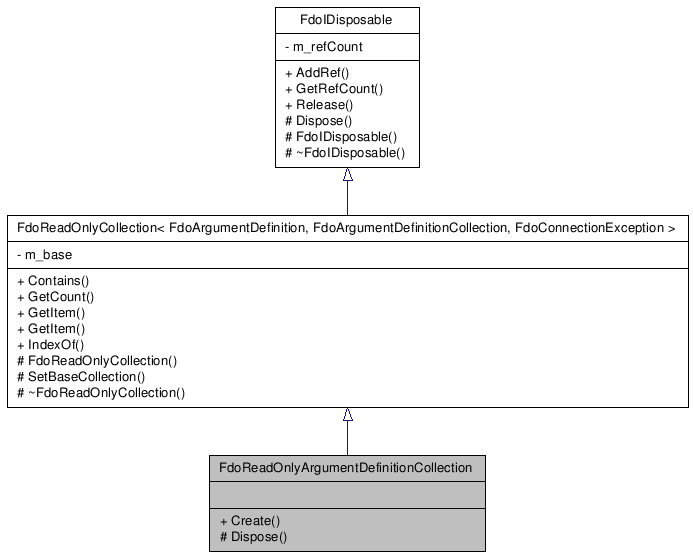 FdoIDisposable
- m_refCount
+ AddRef()
+ GetRefCount()
+ Release()
# Dispose()
# FdoIDisposable()
# ~FdoIDisposable()
FdoReadOnlyCollection< FdoArgumentDefinition, FdoArgumentDefinitionCollection, FdoConnectionException >
- m_base
+ Contains()
+ GetCount()
+ GetItem()
+ GetItem()
+ IndexOf()
# FdoReadOnlyCollection()
# SetBaseCollection()
# ~FdoReadOnlyCollection()
FdoReadOnlyArgumentDefinitionCollection
+ Create()
# Dispose()